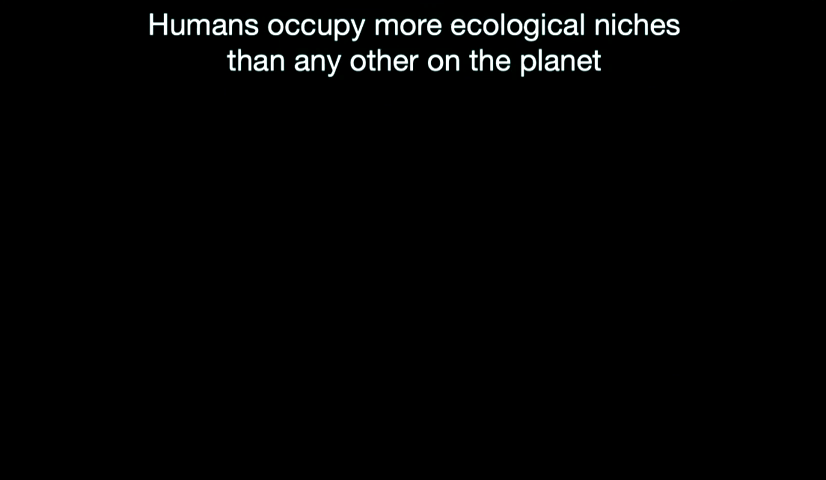 Humans occupy more ecological niches
than any other on the planet